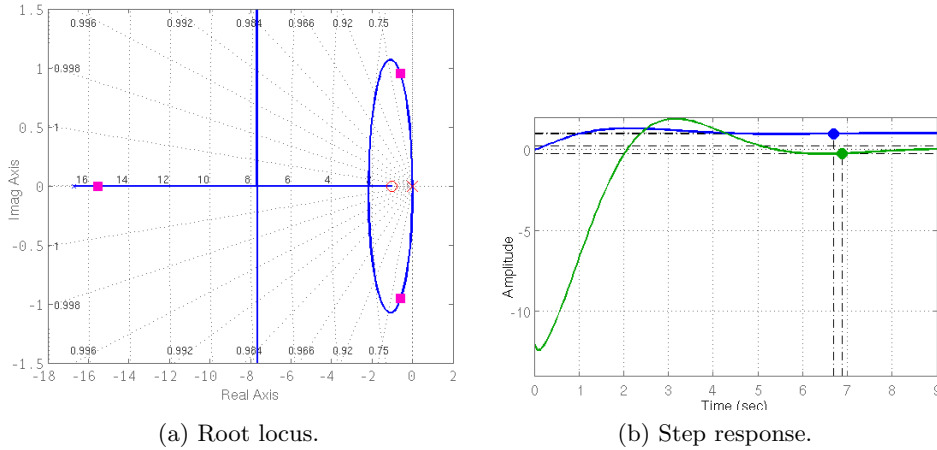 1.5
0.996 0.992 0.984 0.966 0.92 0.75
1
0.998
0.5
1
Imag Axis
0
16 14 12 10 8 6 4 2
-0.5
1
-1
0.998
0.996 0.992 0.984 0.966 0.92 0.75
-1.5
-18 -16 -14 -12 -10 -8 -6 -4 -2 0 2
Real Axis
(a) Root locus.
0
-5
Amplitude
-10
0 1 2 3 4 5 6 7 8 9
Time (sec)
(b) Step response.